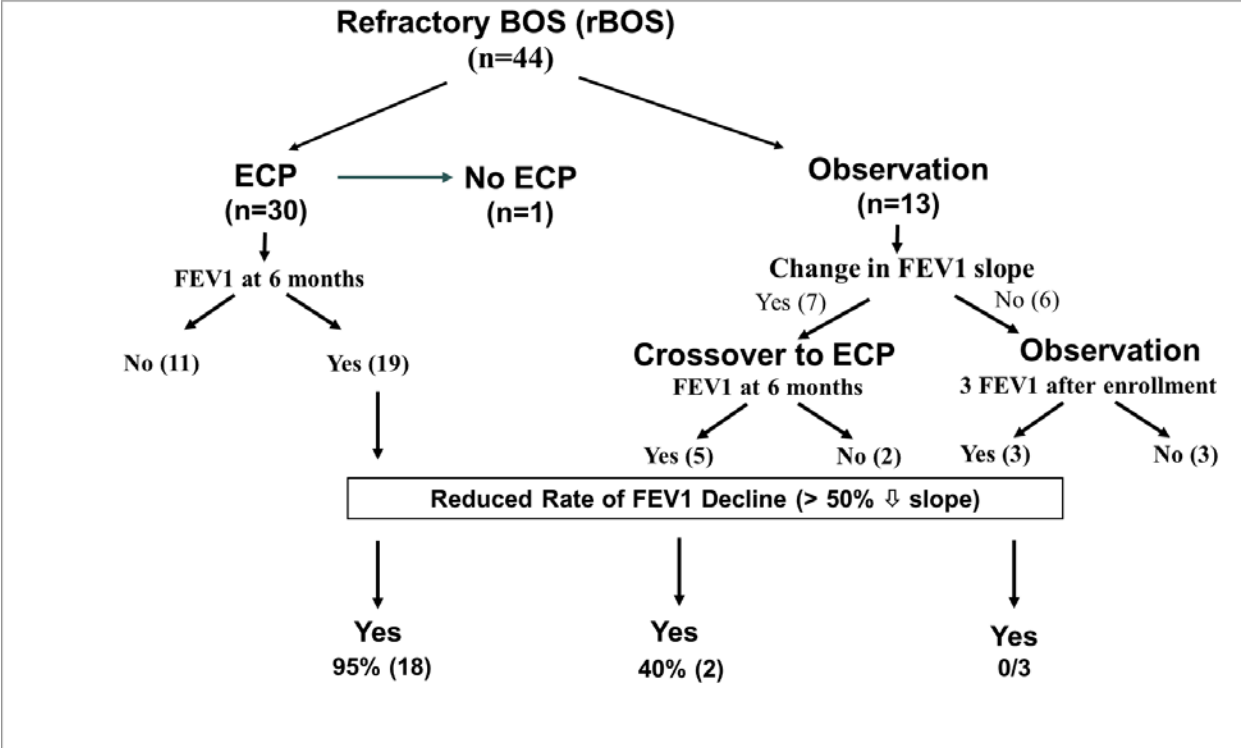 Refractory BOS (rBOS)
(n=44)
ECP
(n=30)
No ECP
(n=1)
Observation
(n=13)
FEV1 at 6 months
No (11)
Yes (19)
Change in FEV1 slope
Yes (7)
No (6)
Crossover to ECP
FEV1 at 6 months
Yes (5)
No (2)
Observation
3 FEV1 after enrollment
Yes (3)
No (3)
Reduced Rate of FEV1 Decline (> 50% ⇩ slope)
Yes
95% (18)
Yes
40% (2)
Yes
0/3